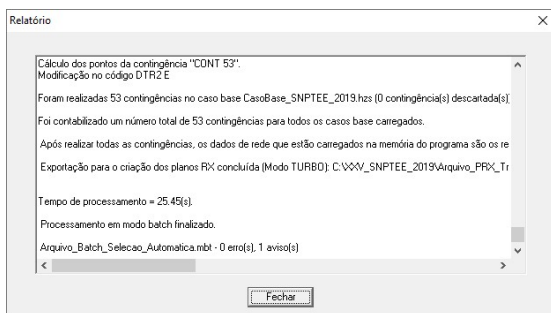 Relatório
Cálculo dos pontos da contingência "CONT 53".
Modificação no código DTR2 E
Foram realizadas 53 contingências no caso base CasoBase_SNPTEE_2019.hzs (0 contingência(s) descartada(s)
Foi contabilizado um número total de 53 contingências para todos os casos base carregados.
Após realizar todas as contingências, os dados de rede que estão carregados na memória do programa são os re
Exportação para o criação dos planos RX concluída (Modo TURBO): C:\XXV_SNPTEE_2019\Arquivo_PRX_Tr
Tempo de processamento = 25.45(s).
Processamento em modo batch finalizado.
Arquivo_Batch_Selecao_Automatica.mbt - 0 erro(s), 1 aviso(s)
Fechar